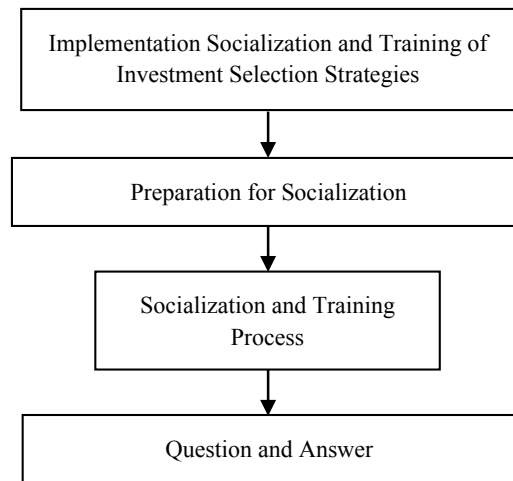 Implementation Socialization and Training of
Investment Selection Strategies
Preparation for Socialization
Socialization and Training
Process
Question and Answer